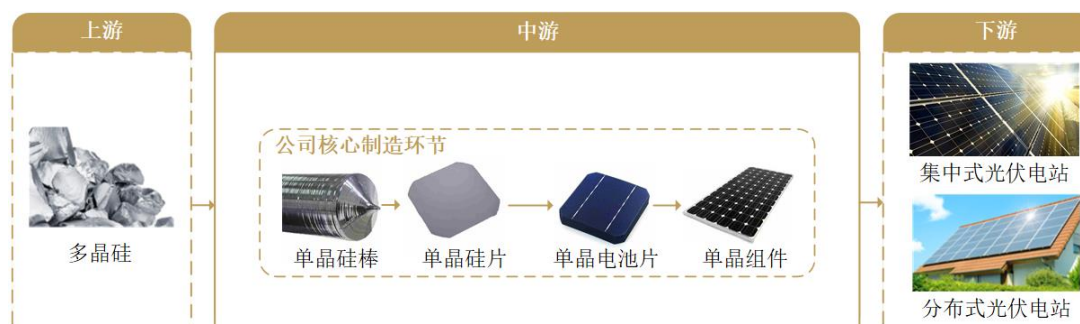 上游
中游
下游
多晶硅
公司核心制造环节
单晶硅棒
单晶硅片
单晶电池片
单晶组件
集中式光伏电站
分布式光伏电站